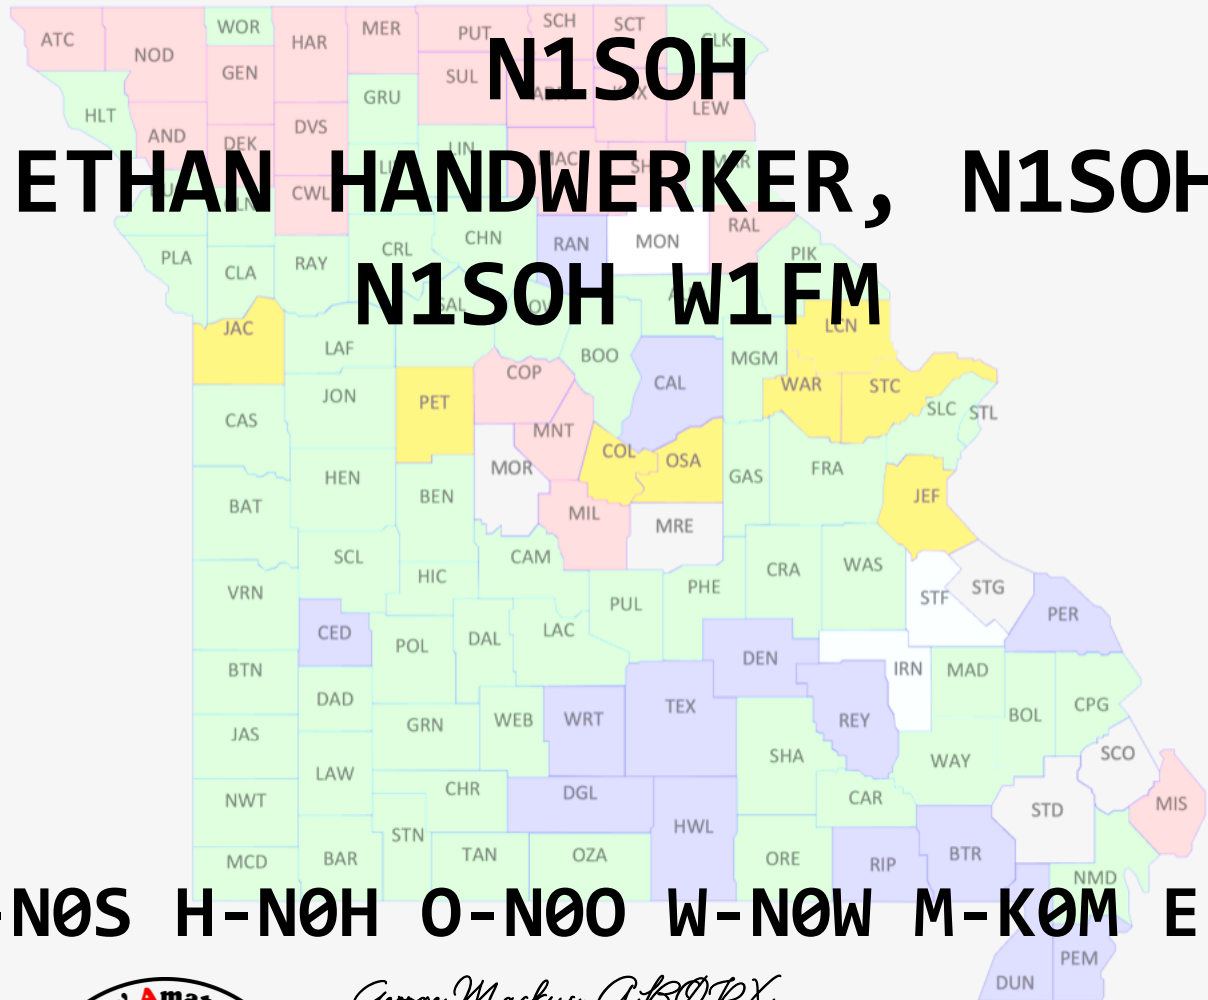 ATC NOD WOR HAR MER PUT SCH SCT CLK
GEN GRU SUL KNX LEW
HLT AND DEK DVS LIN MAC
N1SOH
ETHAN HANDWERKER, N1SOH
N1SOH W1FM
CWL
PLA CLA RAY CRL CHN RAN MON RAL PIK
SAL
JAC LAF BOO CAL MGM LCN
CAS JON PET COP MNT WAR STC SLC STL
BAT HEN BEN MOR COL OSA GAS FRA JEF
MIL MRE
VRN SCL HIC CAM PUL PHE CRA WAS STF STG PER
BTN CED POL DAL LAC DEN IRN MAD
JAS DAD GRN WEB WRT TEX REY BOL CPG
NWT LAW CHR DGL SHA WAY SCO
MCD BAR STN TAN OZA HWL CAR STD MIS
ORE RIP BTR NMD
-N0S H-N0H O-N0O W-N0W M-K0M E
PEM
DUN